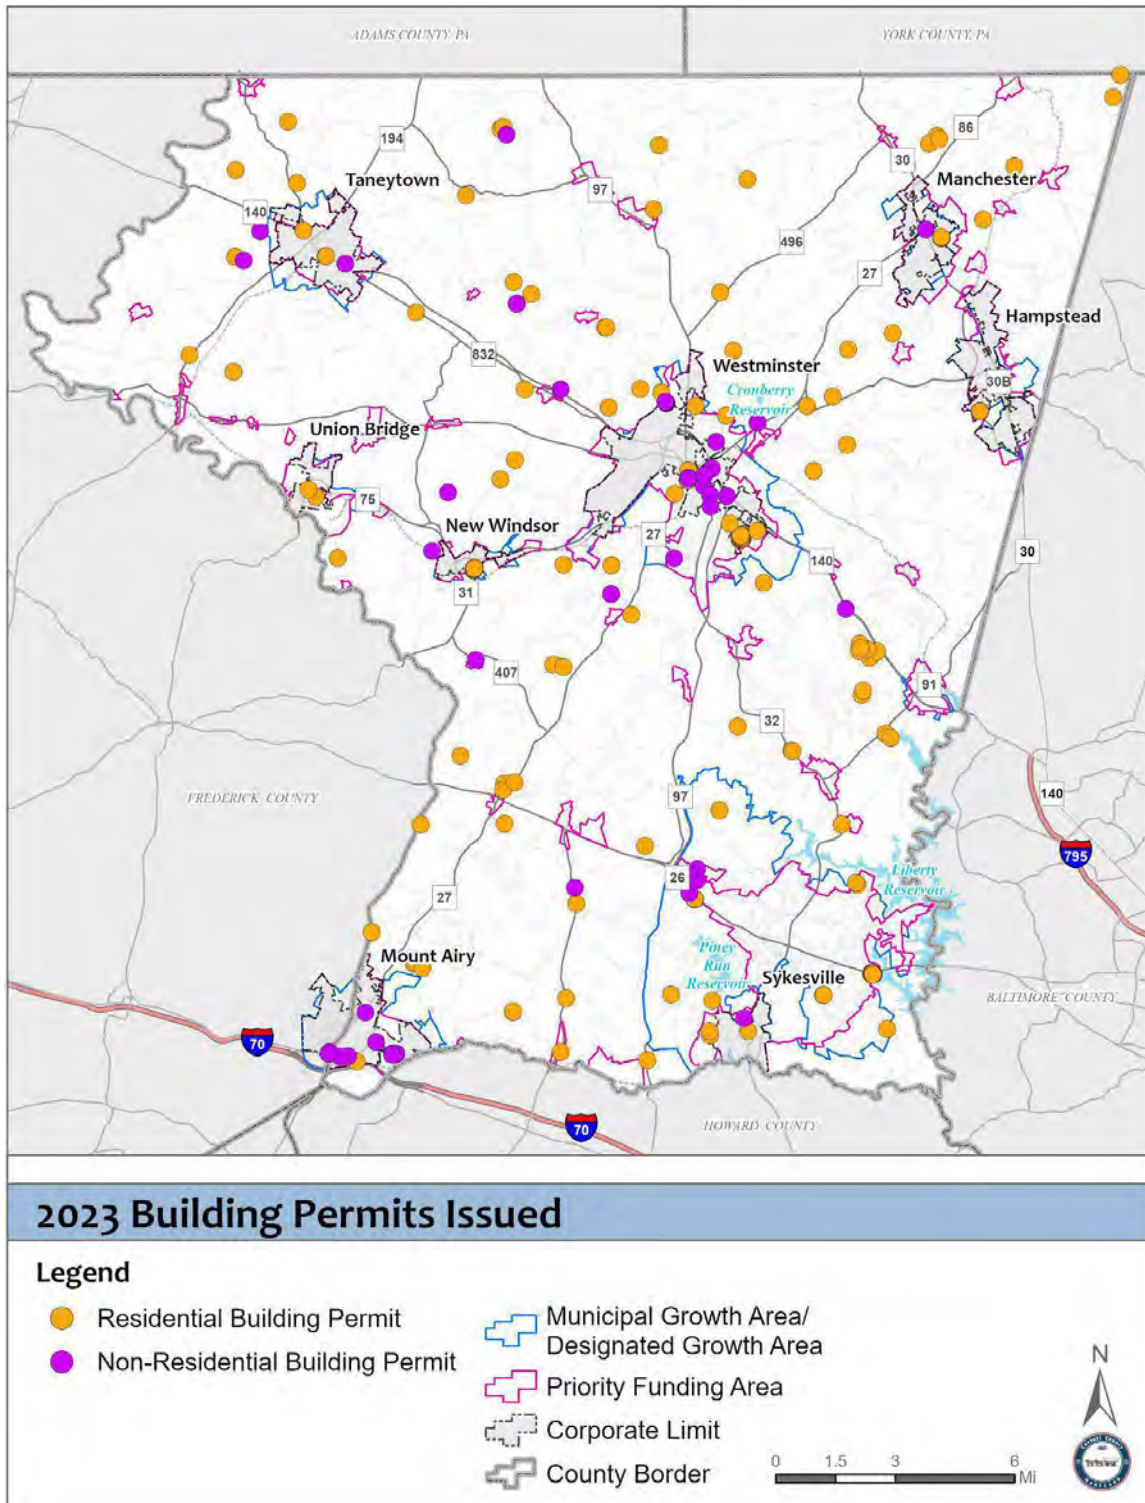 ADAMS COUNTY, PA
YORK COUNTY, PA
86
194
30
Taneytown
Manchester
97
140
496
27
Hampstead
832
Westminster
Cranberry
Reservoir
30B
Union Bridge
75
New Windsor
27
140
30
31
407
91
32
FREDERICK COUNTY
97
140
795
26
Liberty
Reservoir
27
Mount Airy
Piney
Run
Reservoir
Sykesville
BALTIMORE COUNTY
70
70
HOWARD COUNTY
2023 Building Permits Issued
Legend
Residential Building Permit
Non-Residential Building Permit
Municipal Growth Area/
Designated Growth Area
Priority Funding Area
Corporate Limit
County Border
N
0 1.5 3 6
Mi